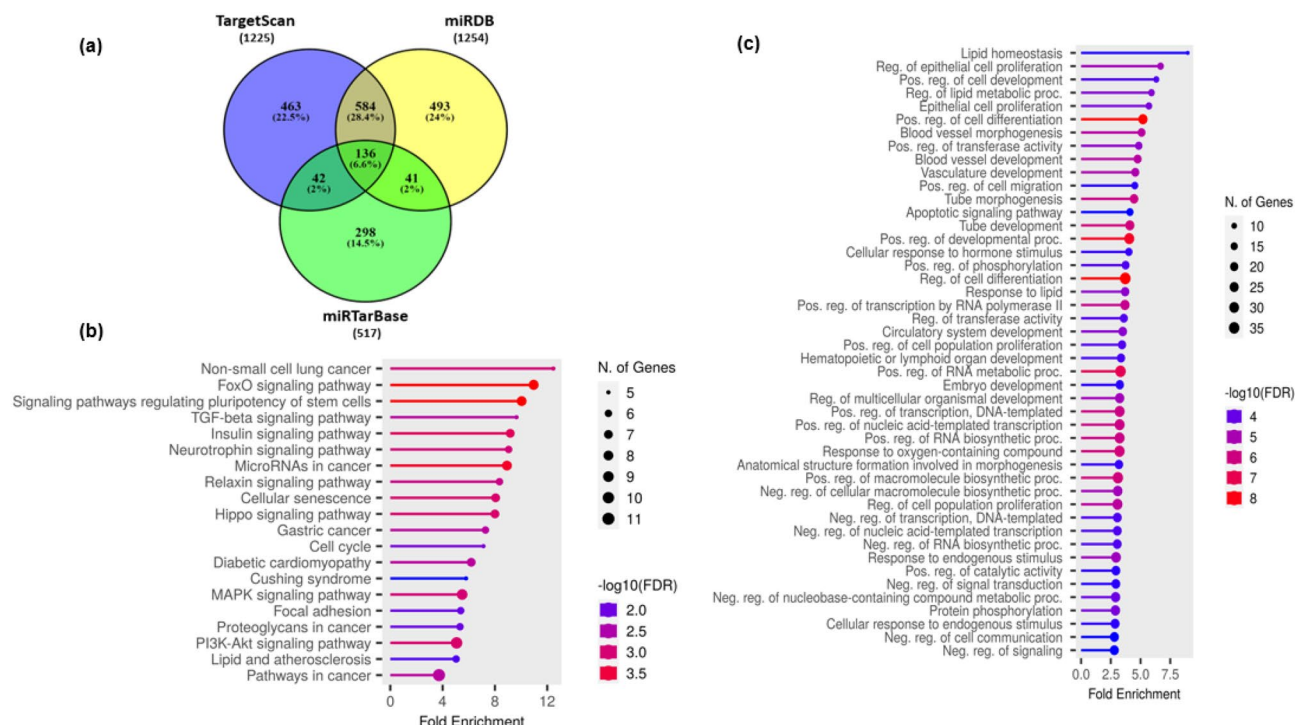 (a)
TargetScan
(1225)
miRDB
(1254)
463
(22.5%)
584
(28.4%)
493
(24%)
136
(6.6%)
42
(2%)
41
(2%)
298
(14.5%)
miRTarBase
(517)
(b)
Non-small cell lung cancer
FoxO signaling pathway
Signaling pathways regulating pluripotency of stem cells
TGF-beta signaling pathway
Insulin signaling pathway
Neurotrophin signaling pathway
MicroRNAs in cancer
Relaxin signaling pathway
Cellular senescence
Hippo signaling pathway
Gastric cancer
Cell cycle
Diabetic cardiomyopathy
Cushing syndrome
MAPK signaling pathway
Focal adhesion
Proteoglycans in cancer
PI3K-Akt signaling pathway
Lipid and atherosclerosis
Pathways in cancer
0 4 8 12
Fold Enrichment
N. of Genes
5
6
7
8
9
10
11
-log10(FDR)
2.0
2.5
3.0
3.5
(c)
Lipid homeostasis
Reg. of epithelial cell proliferation
Pos. reg. of cell development
Reg. of lipid metabolic proc.
Epithelial cell proliferation
Pos. reg. of cell differentiation
Blood vessel morphogenesis
Pos. reg. of transferase activity
Blood vessel development
Vasculature development
Pos. reg. of cell migration
Tube morphogenesis
Apoptotic signaling pathway
Tube development
Pos. reg. of developmental proc.
Cellular response to hormone stimulus
Pos. reg. of phosphorylation
Reg. of cell differentiation
Response to lipid
Pos. reg. of transcription by RNA polymerase II
Reg. of transferase activity
Circulatory system development
Pos. reg. of cell population proliferation
Hematopoietic or lymphoid organ development
Pos. reg. of RNA metabolic proc.
Embryo development
Reg. of multicellular organismal development
Pos. reg. of transcription, DNA-templated
Pos. reg. of nucleic acid-templated transcription
Pos. reg. of RNA biosynthetic proc.
Response to oxygen-containing compound
Anatomical structure formation involved in morphogenesis
Pos. reg. of macromolecule biosynthetic proc.
Neg. reg. of cellular macromolecule biosynthetic proc.
Reg. of cell population proliferation
Neg. reg. of transcription, DNA-templated
Neg. reg. of nucleic acid-templated transcription
Neg. reg. of RNA biosynthetic proc.
Response to endogenous stimulus
Pos. reg. of catalytic activity
Neg. reg. of signal transduction
Neg. reg. of nucleobase-containing compound metabolic proc.
Protein phosphorylation
Cellular response to endogenous stimulus
Neg. reg. of cell communication
Neg. reg. of signaling
0.0 2.5 5.0 7.5
Fold Enrichment
N. of Genes
10
15
20
25
30
35
-log10(FDR)
4
5
6
7
8